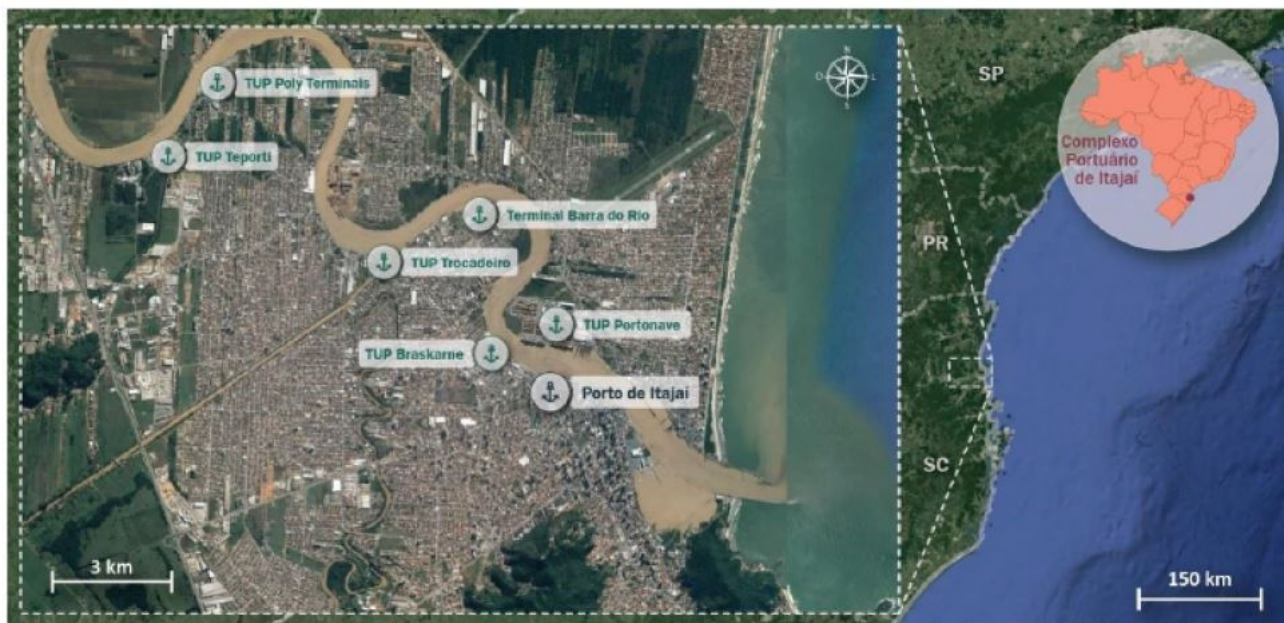 TUP Poly Terminais
TUP Teporti
Terminal Barra do Rio
TUP Trocadeiro
TUP Portonave
TUP Braskarne
Porto de Itajaí
N
O
L
S
3 km
SP
PR
SC
Complexo
Portuário
de Itajaí
150 km